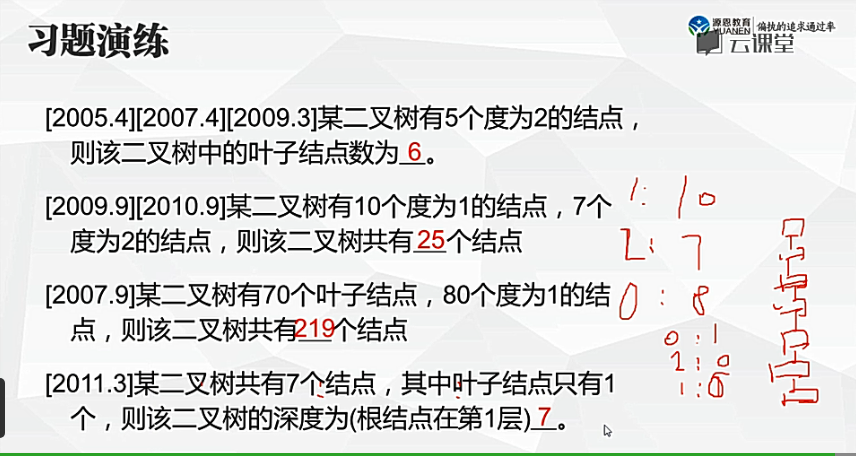 习题演练
源恩教育
YUANEN
偏执的追求通过率
云课堂
[2005.4][2007.4][2009.3]某二叉树有5个度为2的结点，
则该二叉树中的叶子结点数为 6 。
[2009.9][2010.9]某二叉树有10个度为1的结点，7个
度为2的结点，则该二叉树共有 25 个结点
[2007.9]某二叉树有70个叶子结点，80个度为1的结
点，则该二叉树共有219个结点
[2011.3]某二叉树共有7个结点，其中叶子结点只有1
个，则该二叉树的深度为(根结点在第1层) 7 。
1: 10
2: 7
0: 8
0:1
2:0
1:6